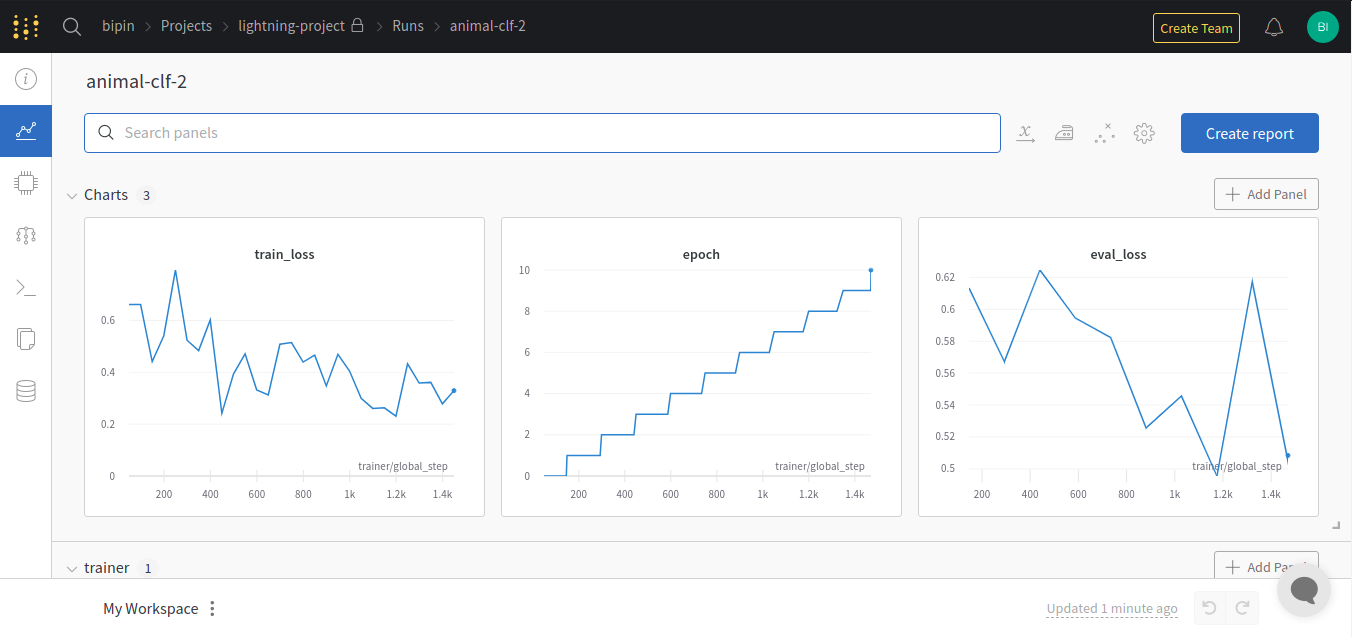 bipin > Projects > lightning-project > Runs > animal-clf-2
Create Team
BI
animal-clf-2
Search panels
Create report
Charts 3
Add Panel
train_loss
0.6
0.4
0.2
0
trainer/global_step
200 400 600 800 1k 1.2k 1.4k
epoch
10
8
6
4
2
0
trainer/global_step
200 400 600 800 1k 1.2k 1.4k
eval_loss
0.62
0.6
0.58
0.56
0.54
0.52
0.5
trainer/global_step
200 400 600 800 1k 1.2k 1.4k
trainer 1
Add
My Workspace
Updated 1 minute ago